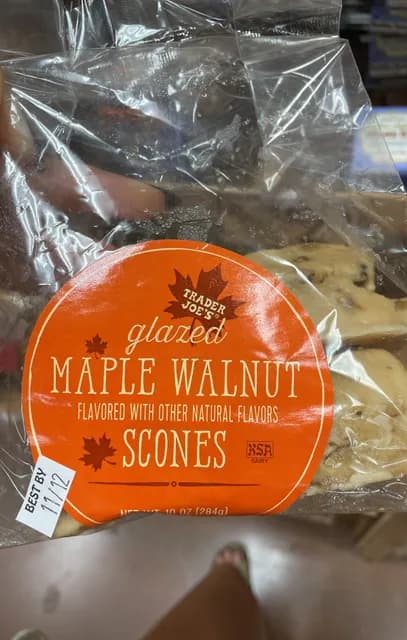 TRADER
JOE'S®
glazed
MAPLE WALNUT
FLAVORED WITH OTHER NATURAL FLAVORS
SCONES
KSA
DAIRY
BEST BY
11/12
NET WT. 10 OZ (284g)